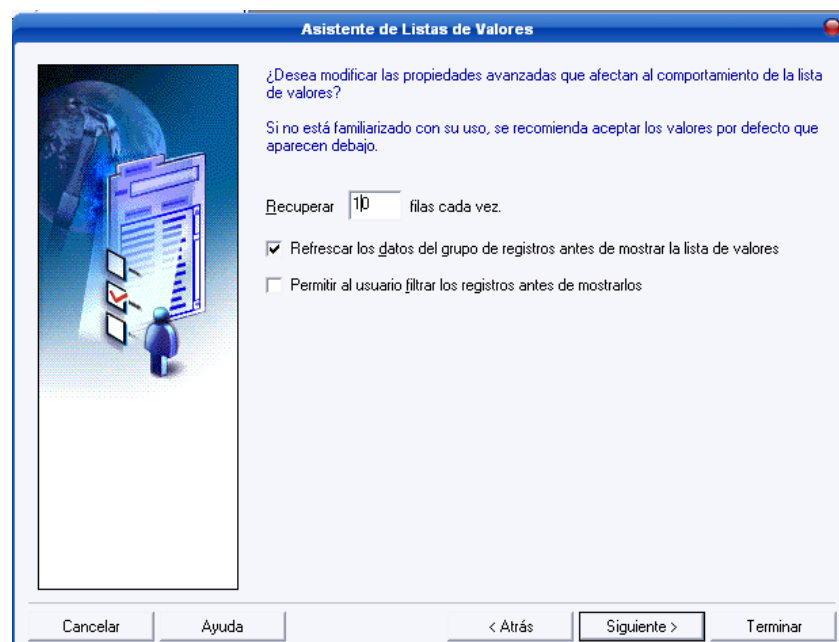 Asistente de Listas de Valores
¿Desea modificar las propiedades avanzadas que afectan al comportamiento de la lista
de valores?
Si no está familiarizado con su uso, se recomienda aceptar los valores por defecto que
aparecen debajo.
Recuperar 10 filas cada vez.
Refrescar los datos del grupo de registros antes de mostrar la lista de valores
Permitir al usuario filtrar los registros antes de mostrarlos
Cancelar Ayuda < Atrás Siguiente > Terminar